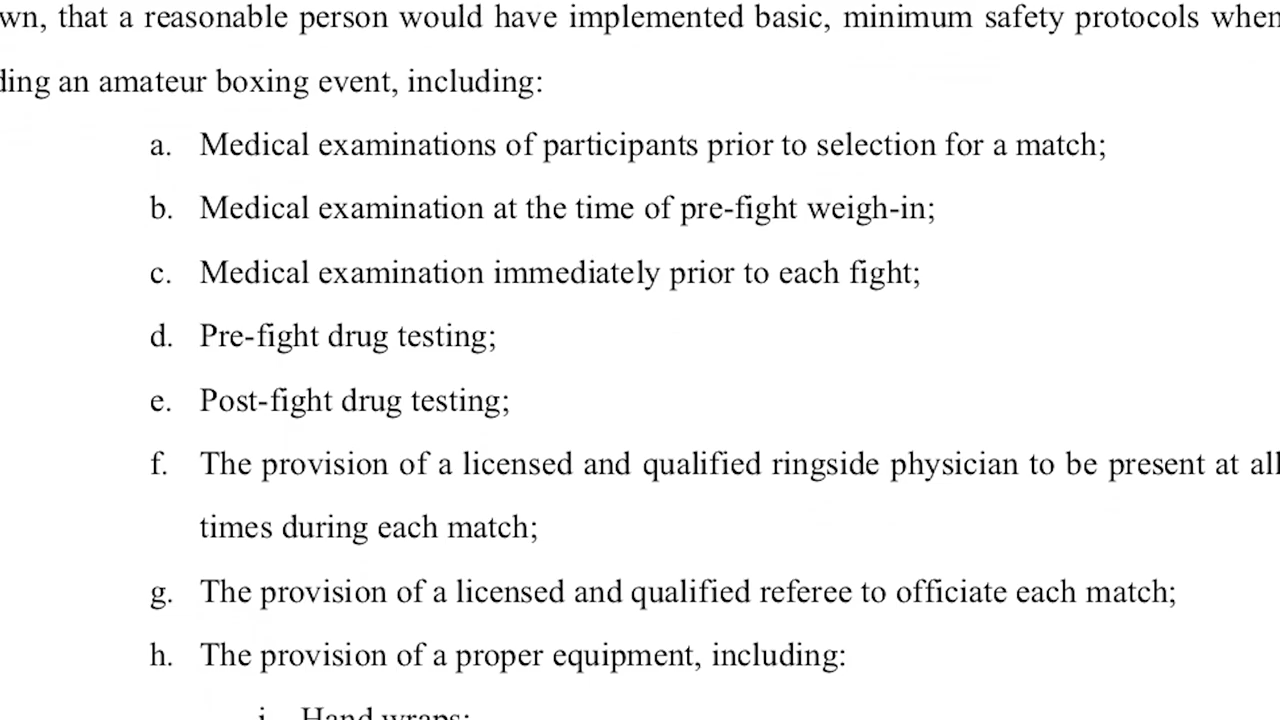 wn, that a reasonable person would have implemented basic, minimum safety protocols when
ding an amateur boxing event, including:
a. Medical examinations of participants prior to selection for a match;
b. Medical examination at the time of pre-fight weigh-in;
c. Medical examination immediately prior to each fight;
d. Pre-fight drug testing;
e. Post-fight drug testing;
f. The provision of a licensed and qualified ringside physician to be present at all
times during each match;
g. The provision of a licensed and qualified referee to officiate each match;
h. The provision of a proper equipment, including:
i. Hand wraps;